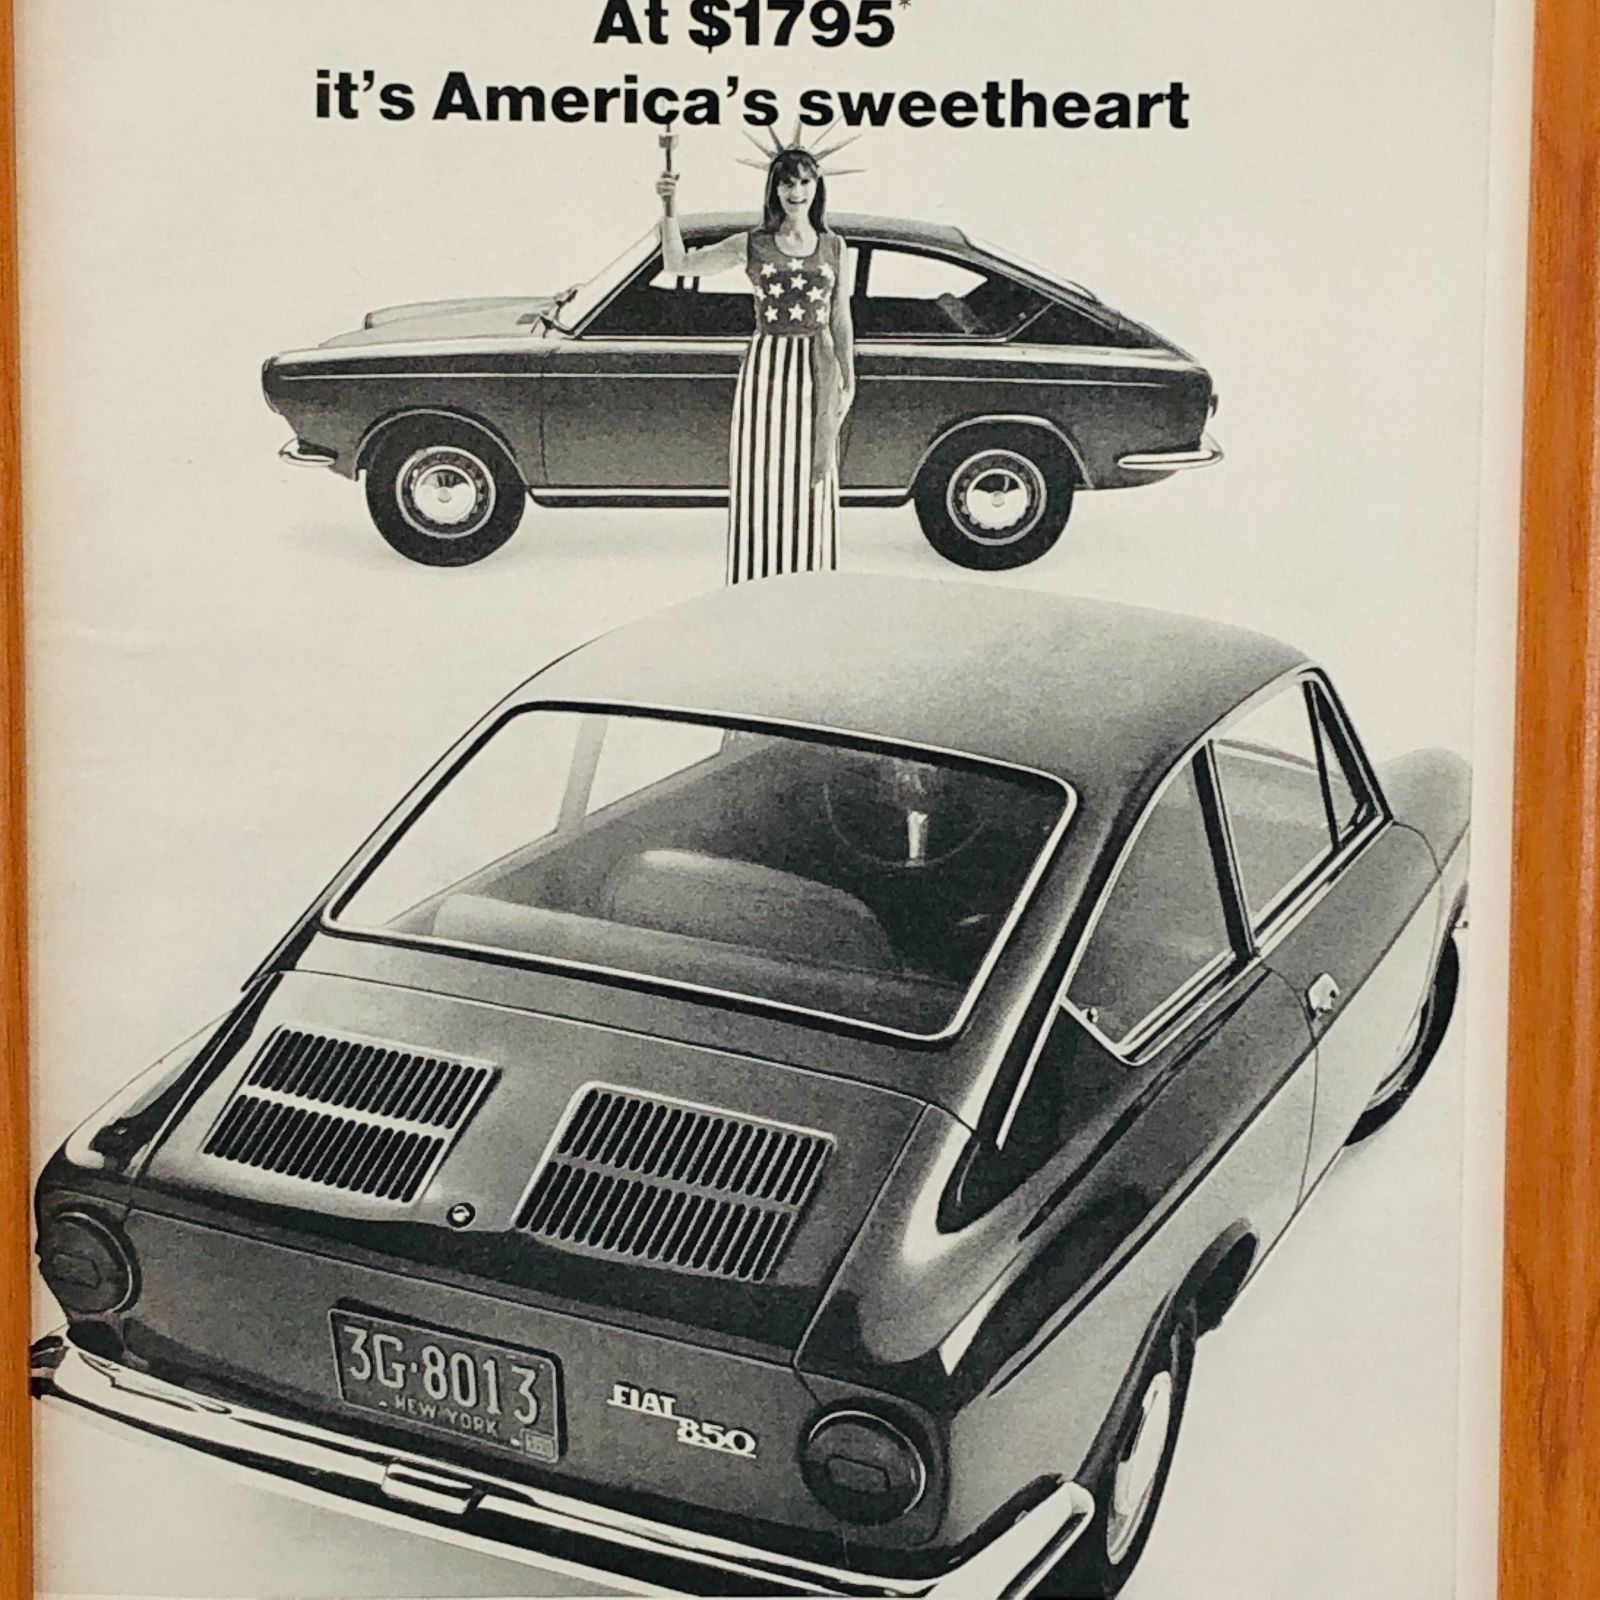 At $1795*
it's America's sweetheart
3G·8013
NEW YORK
FIAT
850